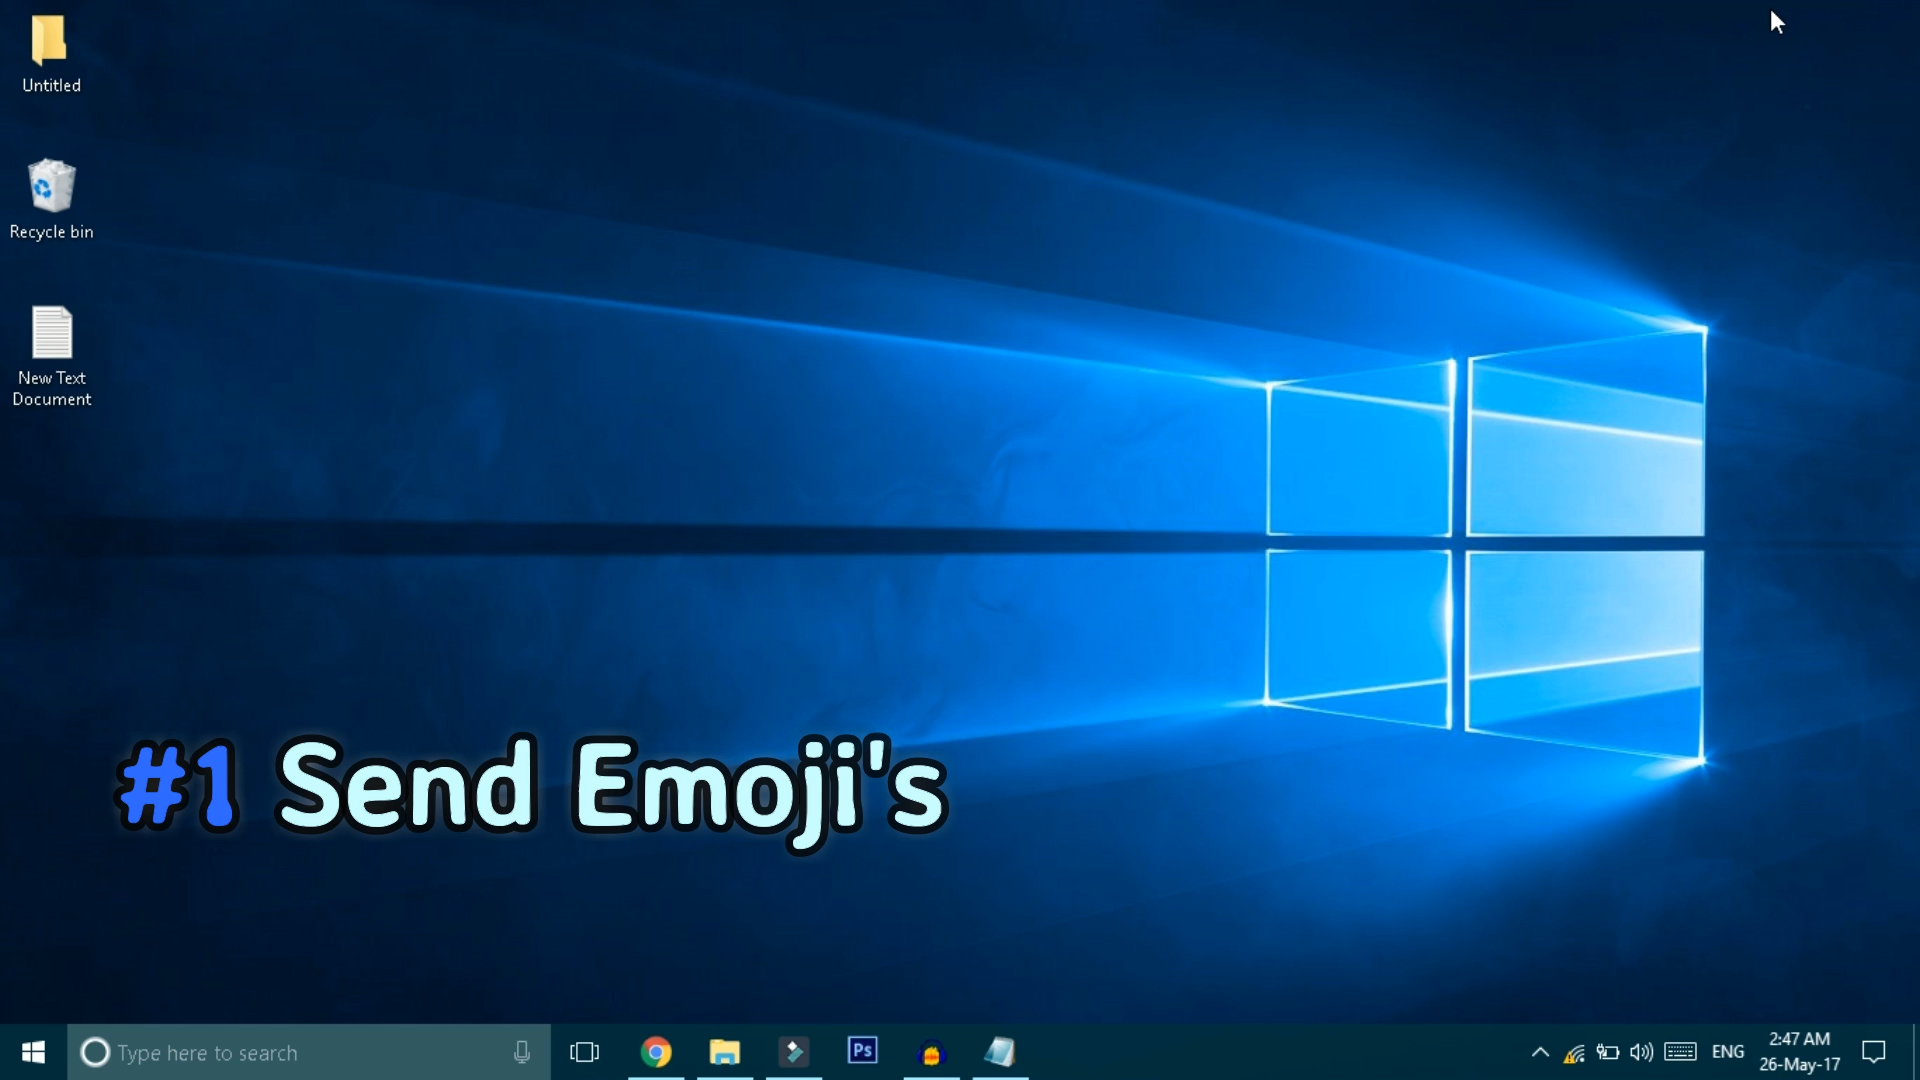 Untitled
Recycle bin
New Text
Document
#1 Send Emoji's
Type here to search
Ps
ENG
2:47 AM
26-May-17